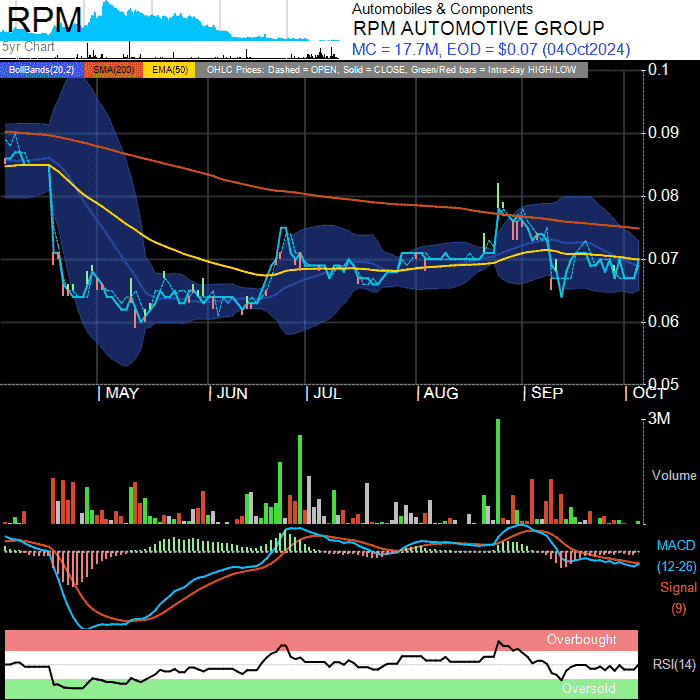 RPM
Automobiles & Components
RPM AUTOMOTIVE GROUP
MC = 17.7M, EOD = $0.07 (04Oct2024)
5yr Chart
BollBands(20,2) SMA(200) EMA(50) OHLC Prices: Dashed = OPEN, Solid = CLOSE, Green/Red bars = Intra-day HIGH/LOW
0.1
0.09
0.08
0.07
0.06
0.05
MAY JUN JUL AUG SEP OCT
3M
Volume
MACD
(12-26)
Signal
(9)
Overbought
RSI(14)
Oversold